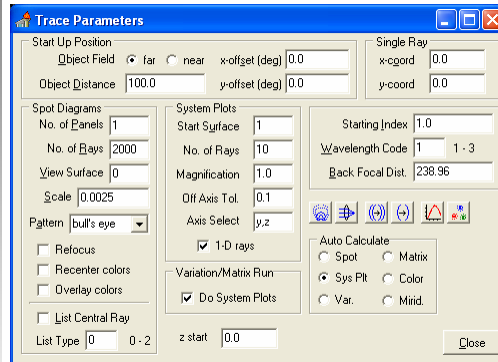 Trace Parameters
Start Up Position
Object Field far near x-offset (deg) 0.0
Object Distance 100.0 y-offset (deg) 0.0
Single Ray
x-coord 0.0
y-coord 0.0
Spot Diagrams
No. of Panels 1
No. of Rays 2000
View Surface 0
Scale 0.0025
Pattern bull's eye
Refocus
Recenter colors
Overlay colors
List Central Ray
List Type 0 0 - 2
System Plots
Start Surface 1
No. of Rays 10
Magnification 1.0
Off Axis Tol. 0.1
Axis Select y,z
1-D rays
Variation/Matrix Run
Do System Plots
z start 0.0
Starting Index 1.0
Wavelength Code 1 1 - 3
Back Focal Dist. 238.96
Auto Calculate
Spot Matrix
Sys Plt Color
Var. Mirid.
Close